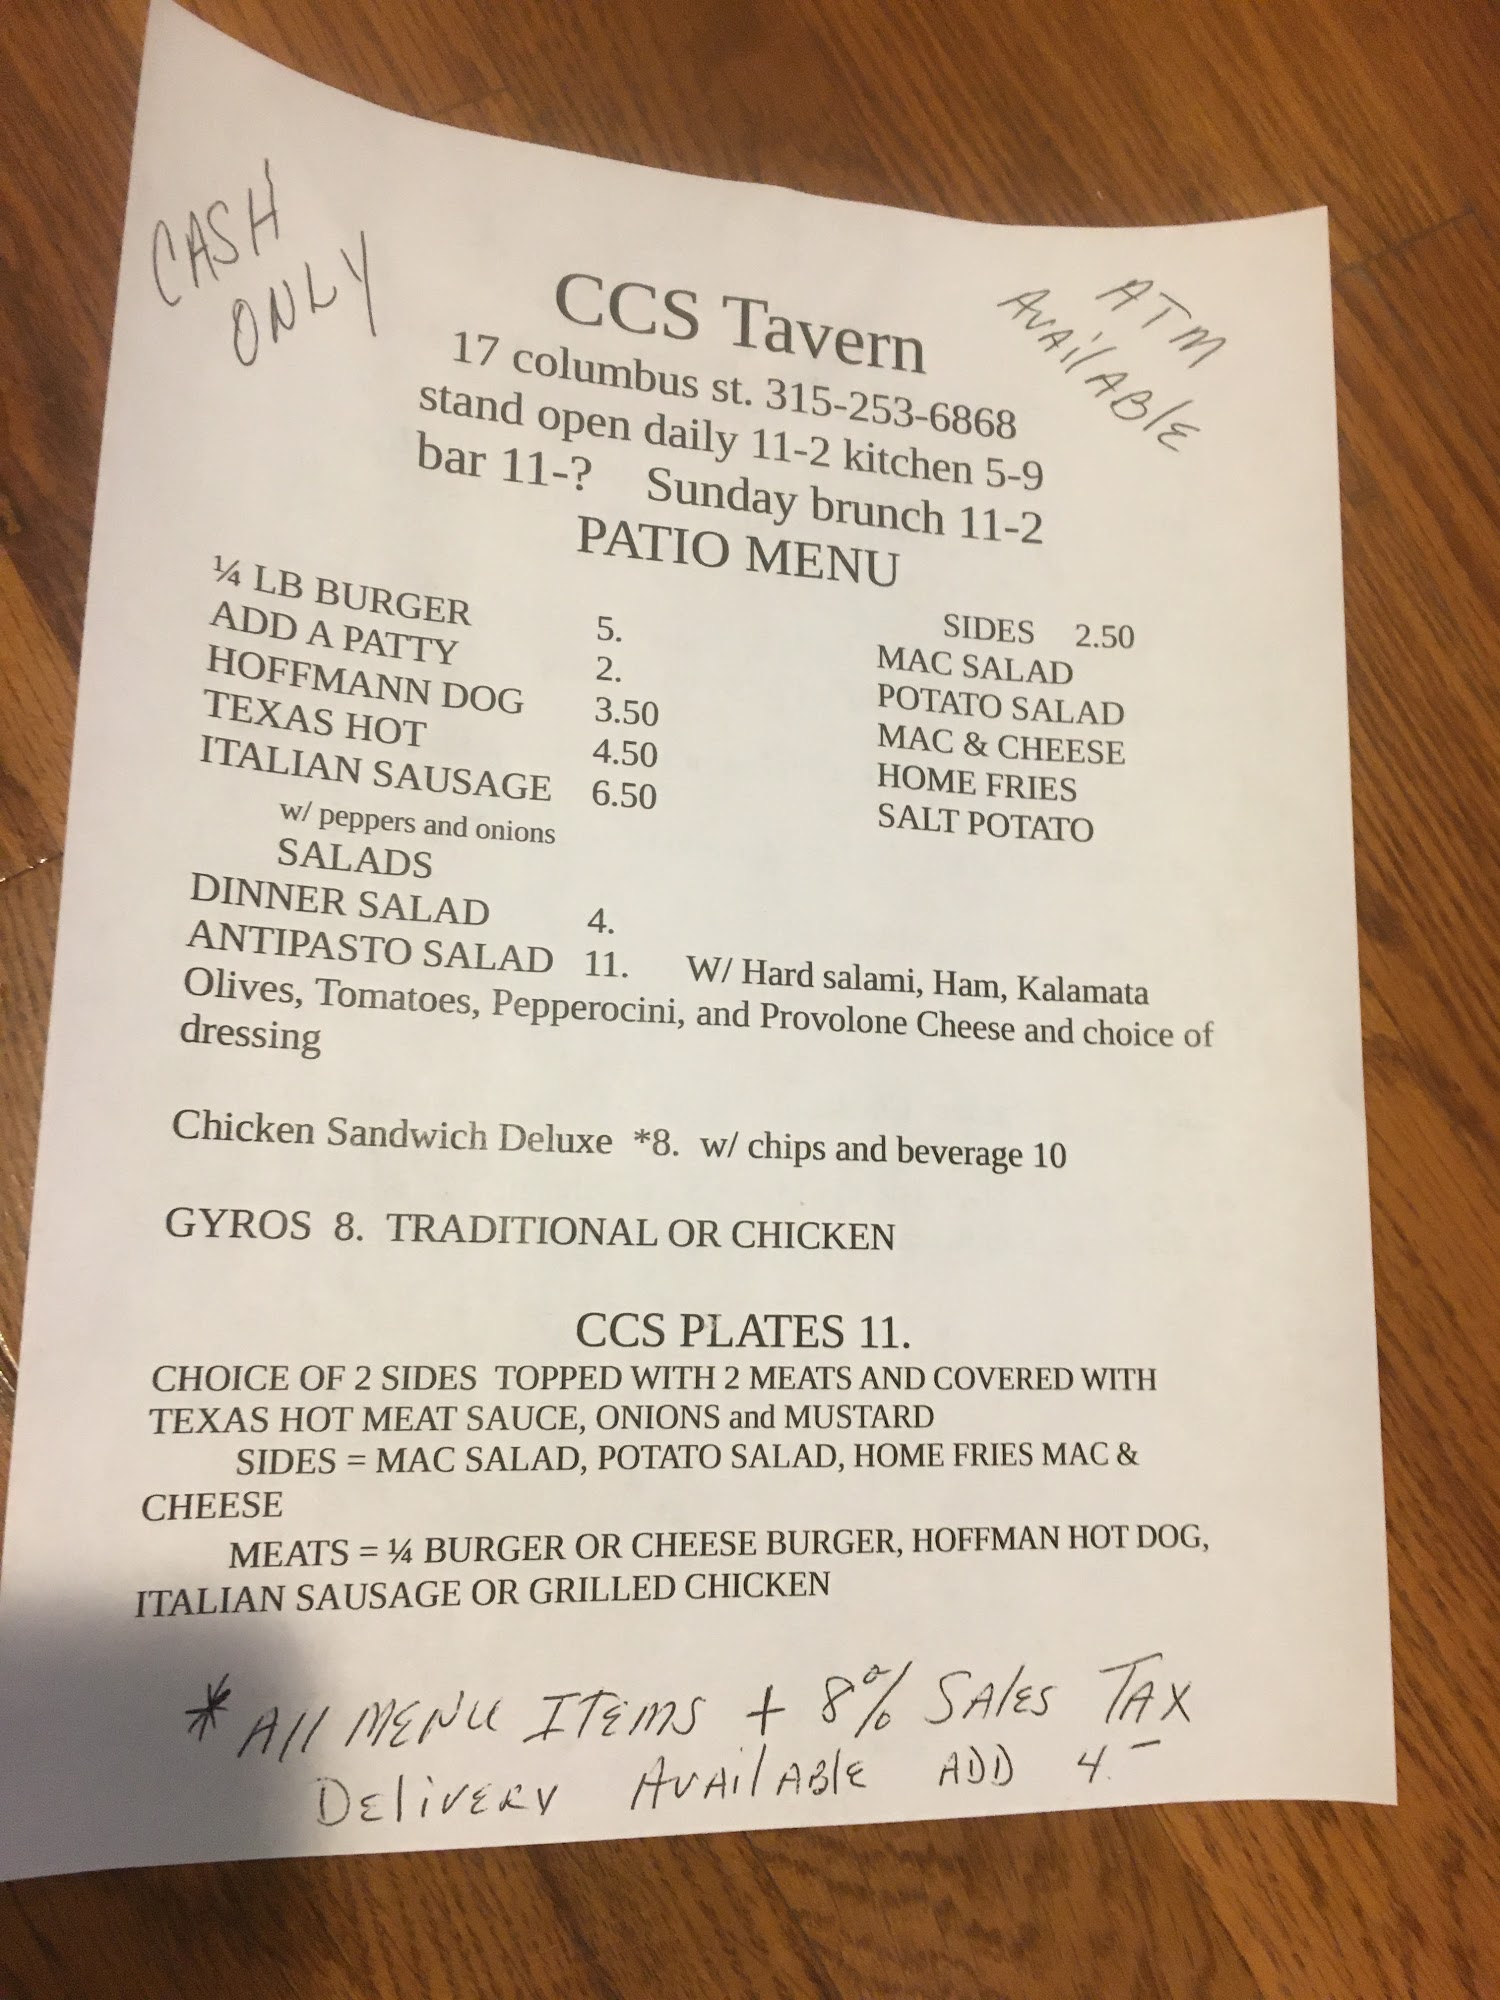 CASH
ONLY
ATM
AvAilABlE
CCS Tavern
17 columbus st. 315-253-6868
stand open daily 11-2 kitchen 5-9
bar 11-? Sunday brunch 11-2
PATIO MENU
¼ LB BURGER 5.
ADD A PATTY 2.
HOFFMANN DOG 3.50
TEXAS HOT 4.50
ITALIAN SAUSAGE 6.50
w/ peppers and onions
SIDES 2.50
MAC SALAD
POTATO SALAD
MAC & CHEESE
HOME FRIES
SALT POTATO
SALADS
DINNER SALAD 4.
ANTIPASTO SALAD 11. W/ Hard salami, Ham, Kalamata
Olives, Tomatoes, Pepperocini, and Provolone Cheese and choice of
dressing
Chicken Sandwich Deluxe *8. w/ chips and beverage 10
GYROS 8. TRADITIONAL OR CHICKEN
CCS PLATES 11.
CHOICE OF 2 SIDES TOPPED WITH 2 MEATS AND COVERED WITH
TEXAS HOT MEAT SAUCE, ONIONS and MUSTARD
SIDES = MAC SALAD, POTATO SALAD, HOME FRIES MAC &
CHEESE
MEATS = ¼ BURGER OR CHEESE BURGER, HOFFMAN HOT DOG,
ITALIAN SAUSAGE OR GRILLED CHICKEN
* All MENU ITEMS + 8% SAlES TAX
DEliVERY AvAilABlE ADD 4.-